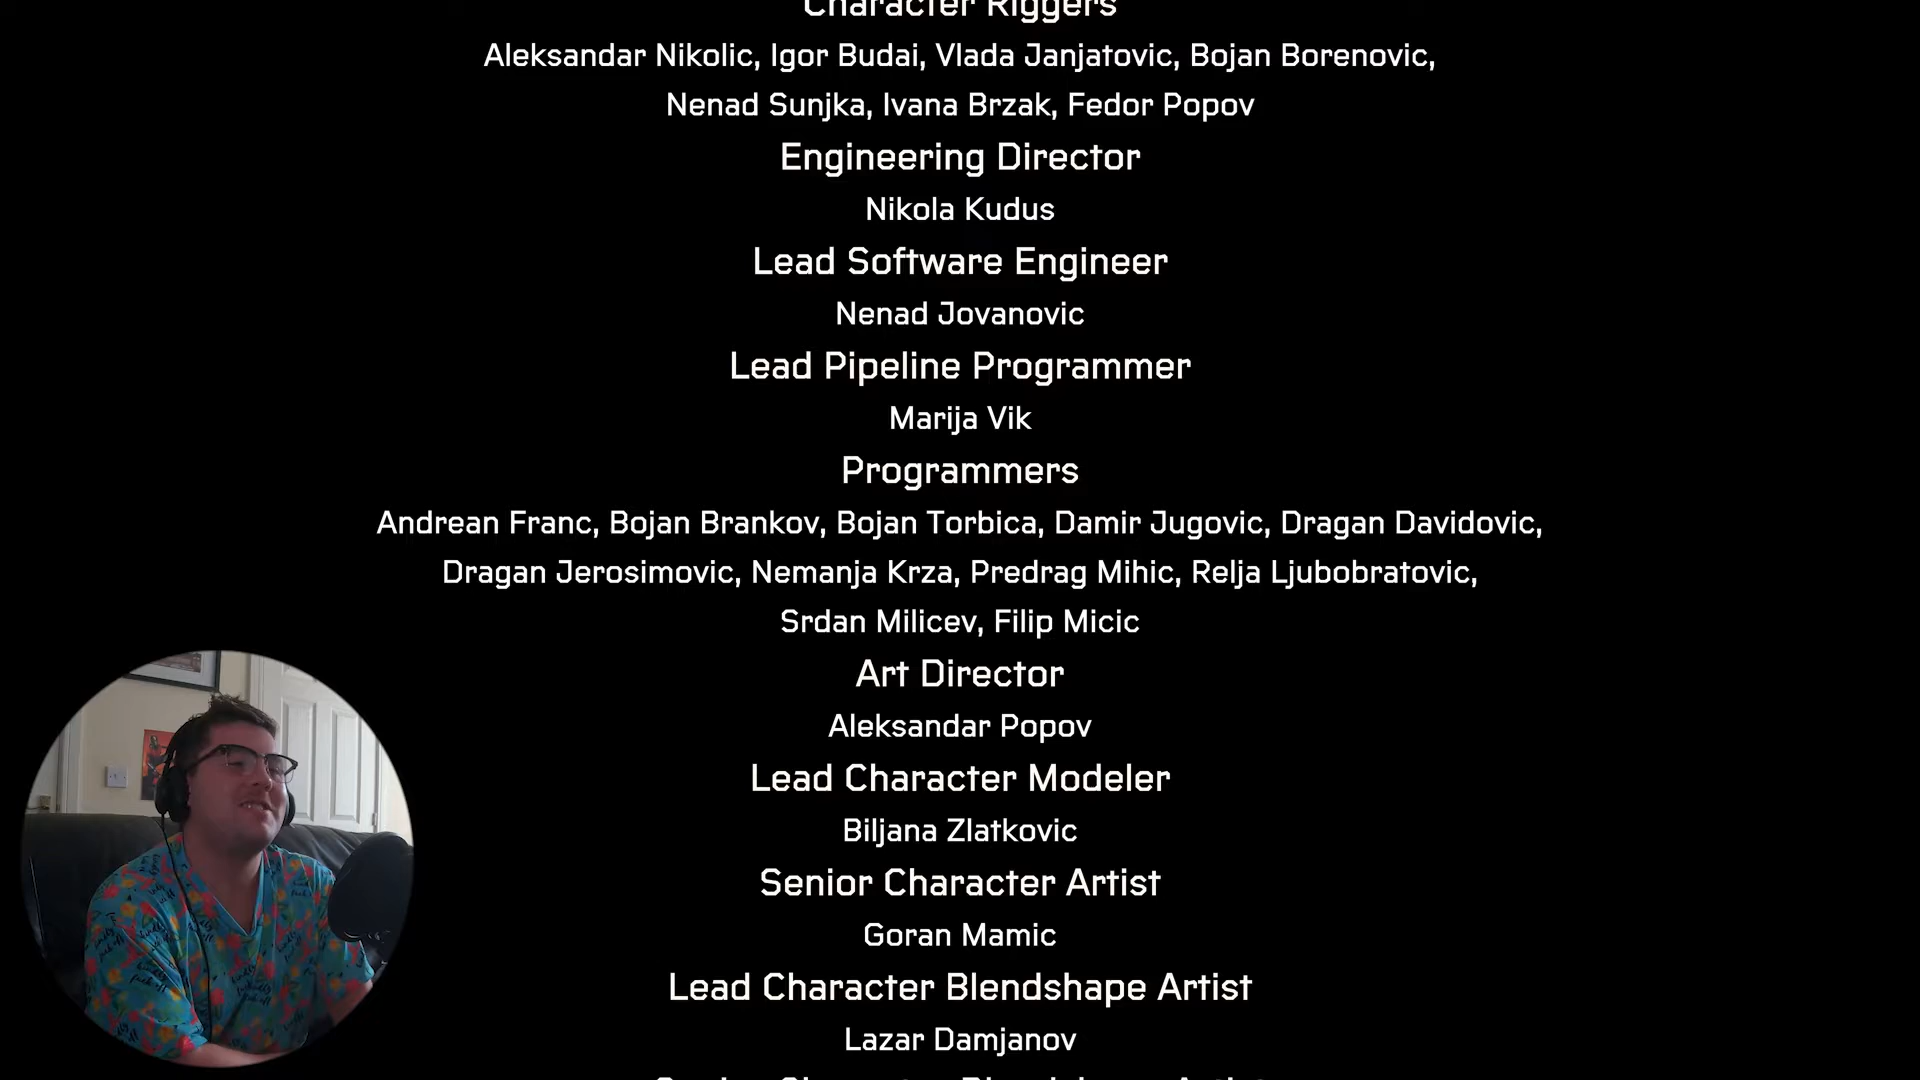 Character Riggers
Aleksandar Nikolic, Igor Budai, Vlada Janjatovic, Bojan Borenovic,
Nenad Sunjka, Ivana Brzak, Fedor Popov
Engineering Director
Nikola Kudus
Lead Software Engineer
Nenad Jovanovic
Lead Pipeline Programmer
Marija Vik
Programmers
Andrean Franc, Bojan Brankov, Bojan Torbica, Damir Jugovic, Dragan Davidovic,
Dragan Jerosimovic, Nemanja Krza, Predrag Mihic, Relja Ljubobratovic,
Srdan Milicev, Filip Micic
Art Director
Aleksandar Popov
Lead Character Modeler
Biljana Zlatkovic
Senior Character Artist
Goran Mamic
Lead Character Blendshape Artist
Lazar Damjanov